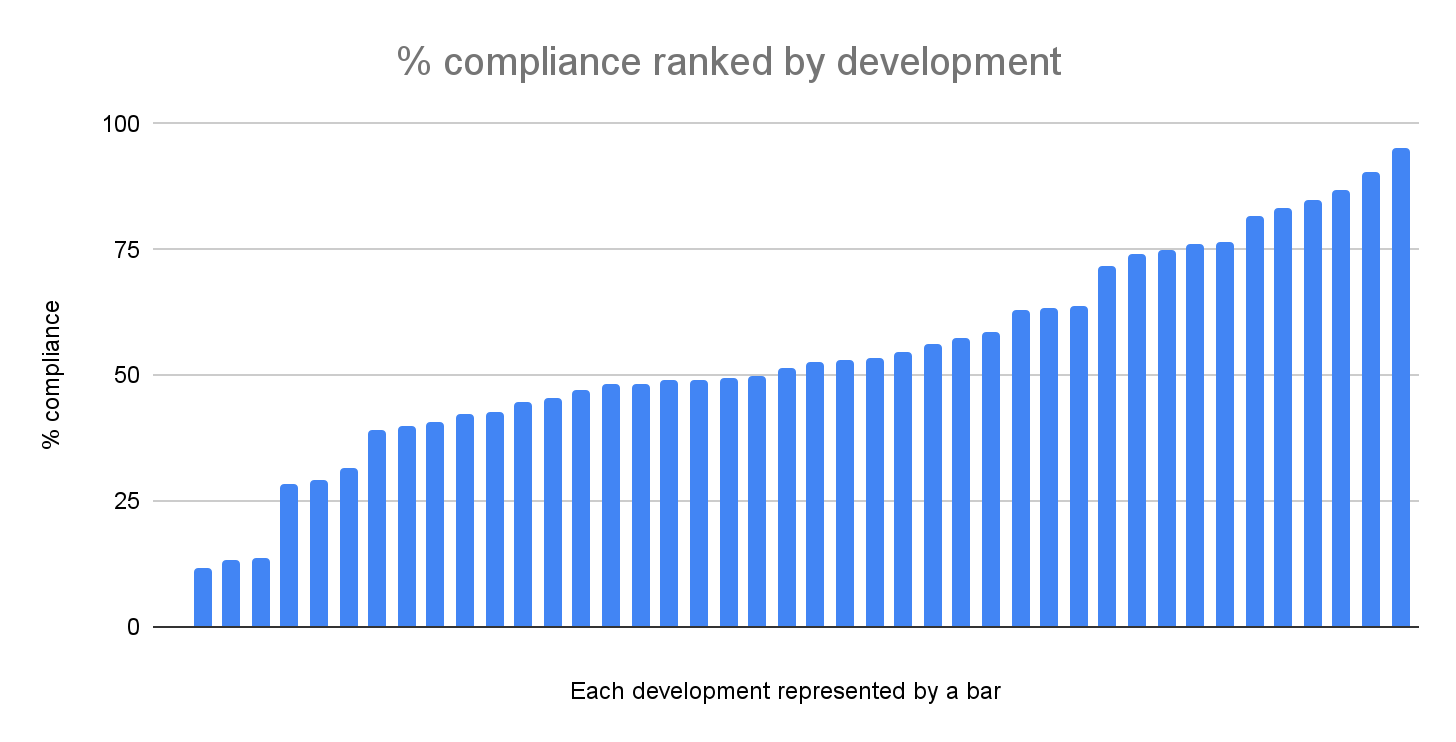 % compliance ranked by development
100
75
50
25
0
% compliance
Each development represented by a bar